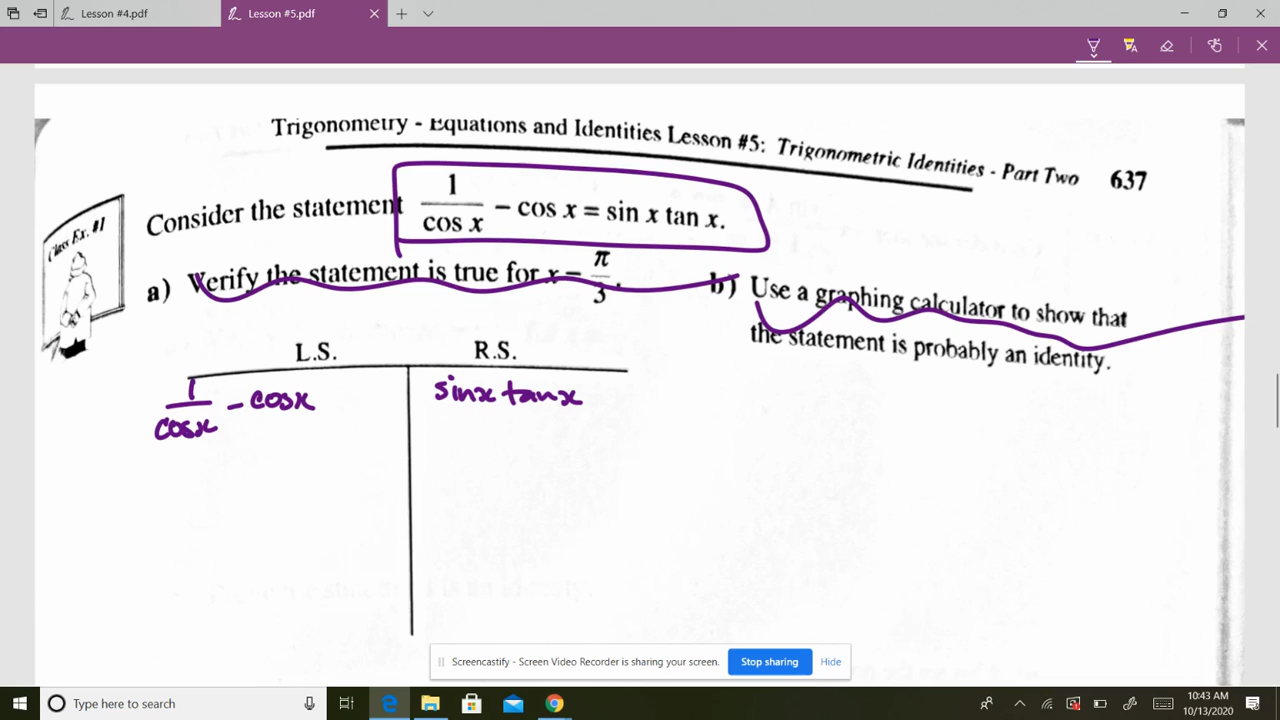 Lesson #4.pdf
Lesson #5.pdf
Trigonometry - Equations and Identities Lesson #5: Trigonometric Identities - Part Two 637
Class Ex. #1
Consider the statement 1/cos x - cos x = sin x tan x.
a) Verify the statement is true for x = π/3.
b) Use a graphing calculator to show that
the statement is probably an identity.
L.S. R.S.
1/cosx - cosx sinx tanx
Screencastify - Screen Video Recorder is sharing your screen. Stop sharing Hide
Type here to search
10:43 AM
10/13/2020